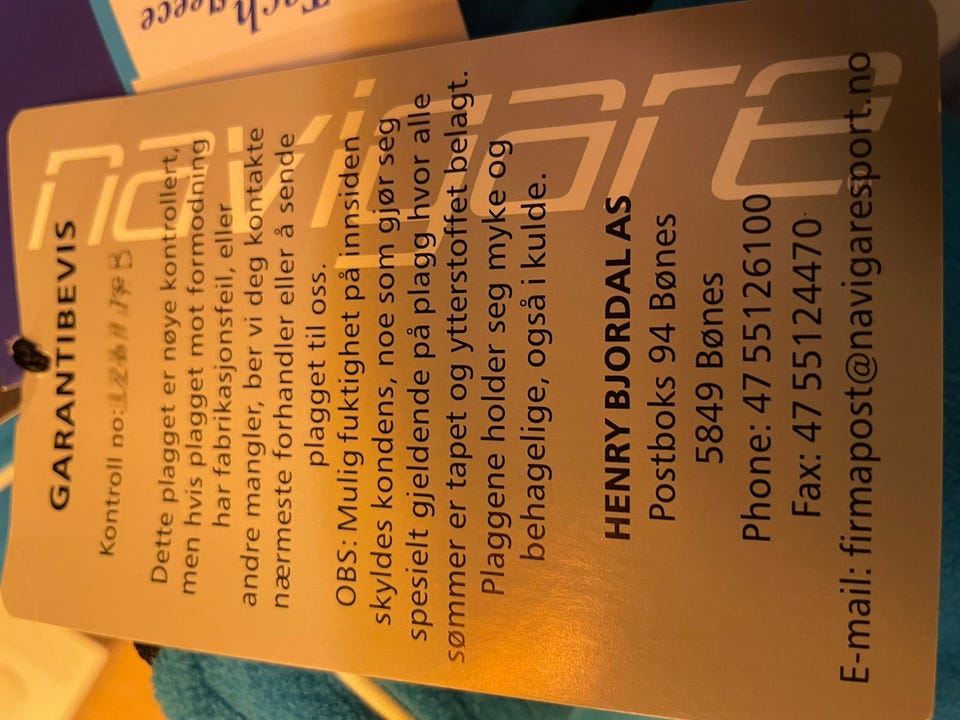 Tech
fleece
navigare
GARANTIBEVIS
Kontroll no:
Dette plagget er nøye kontrollert,
men hvis plagget mot formodning
har fabrikasjonsfeil, eller
andre mangler, ber vi deg kontakte
nærmeste forhandler eller å sende
plagget til oss.
OBS: Mulig fuktighet på innsiden
skyldes kondens, noe som gjør seg
spesielt gjeldende på plagg hvor alle
sømmer er tapet og ytterstoffet belagt.
Plaggene holder seg myke og
behagelige, også i kulde.
HENRY BJORDAL AS
Postboks 94 Bønes
5849 Bønes
Phone: 47 55126100
Fax: 47 55124470
E-mail: firmapost@navigaresport.no